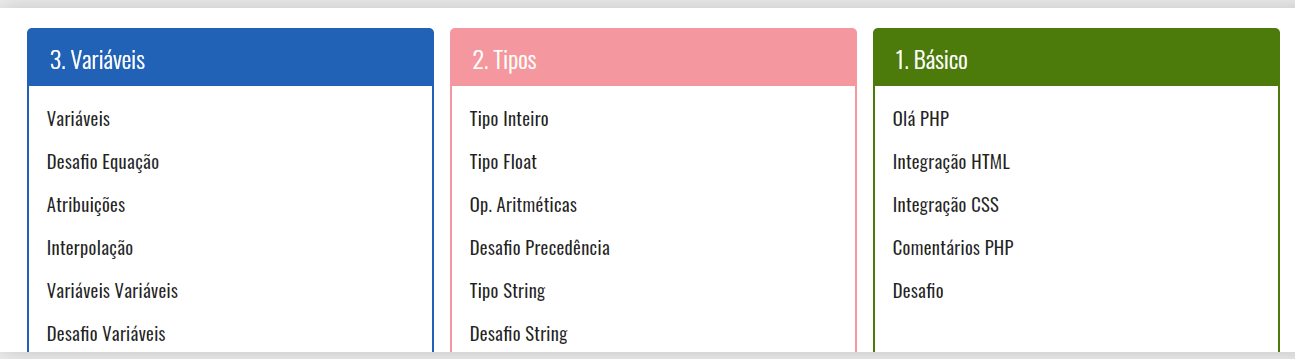 3. Variáveis
Variáveis
Desafio Equação
Atribuições
Interpolação
Variáveis Variáveis
Desafio Variáveis
2. Tipos
Tipo Inteiro
Tipo Float
Op. Aritméticas
Desafio Precedência
Tipo String
Desafio String
1. Básico
Olá PHP
Integração HTML
Integração CSS
Comentários PHP
Desafio